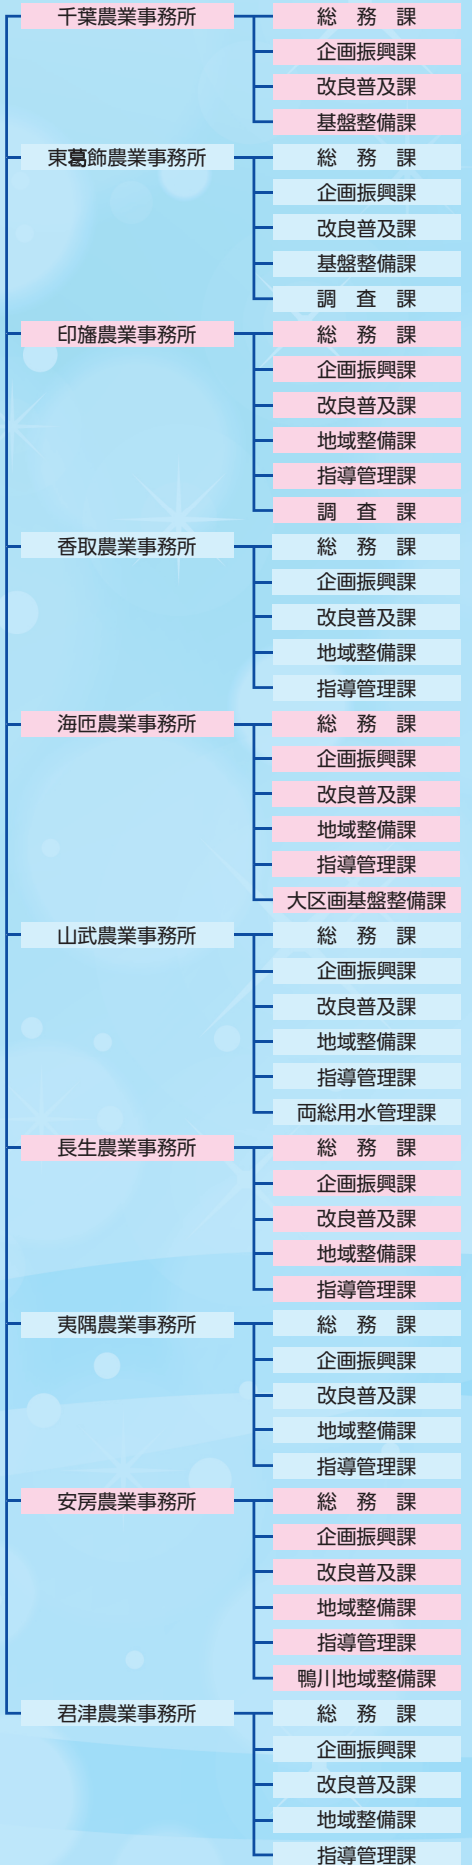 千葉農業事務所
総務課
企画振興課
改良普及課
基盤整備課
東葛飾農業事務所
総務課
企画振興課
改良普及課
基盤整備課
調査課
印旛農業事務所
総務課
企画振興課
改良普及課
地域整備課
指導管理課
調査課
香取農業事務所
総務課
企画振興課
改良普及課
地域整備課
指導管理課
海匝農業事務所
総務課
企画振興課
改良普及課
地域整備課
指導管理課
大区画基盤整備課
山武農業事務所
総務課
企画振興課
改良普及課
地域整備課
指導管理課
両総用水管理課
長生農業事務所
総務課
企画振興課
改良普及課
地域整備課
指導管理課
夷隅農業事務所
総務課
企画振興課
改良普及課
地域整備課
指導管理課
安房農業事務所
総務課
企画振興課
改良普及課
地域整備課
指導管理課
鴨川地域整備課
君津農業事務所
総務課
企画振興課
改良普及課
地域整備課
指導管理課